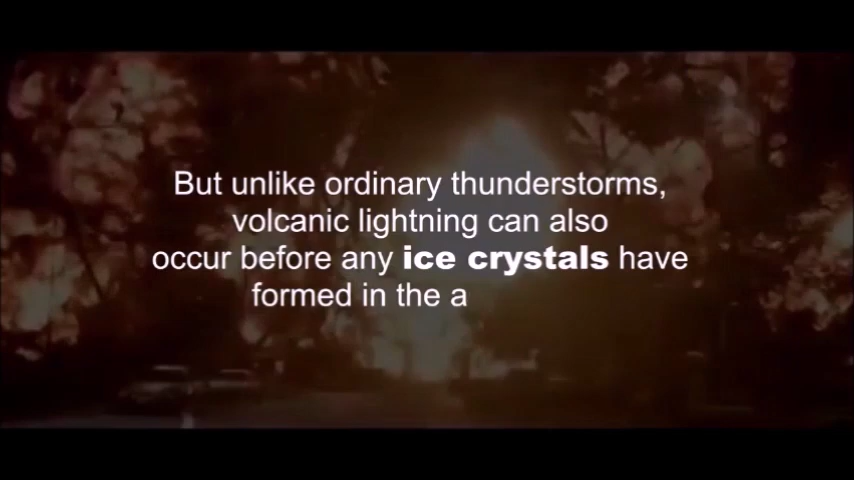 But unlike ordinary thunderstorms,
volcanic lightning can also
occur before any ice crystals have
formed in the a